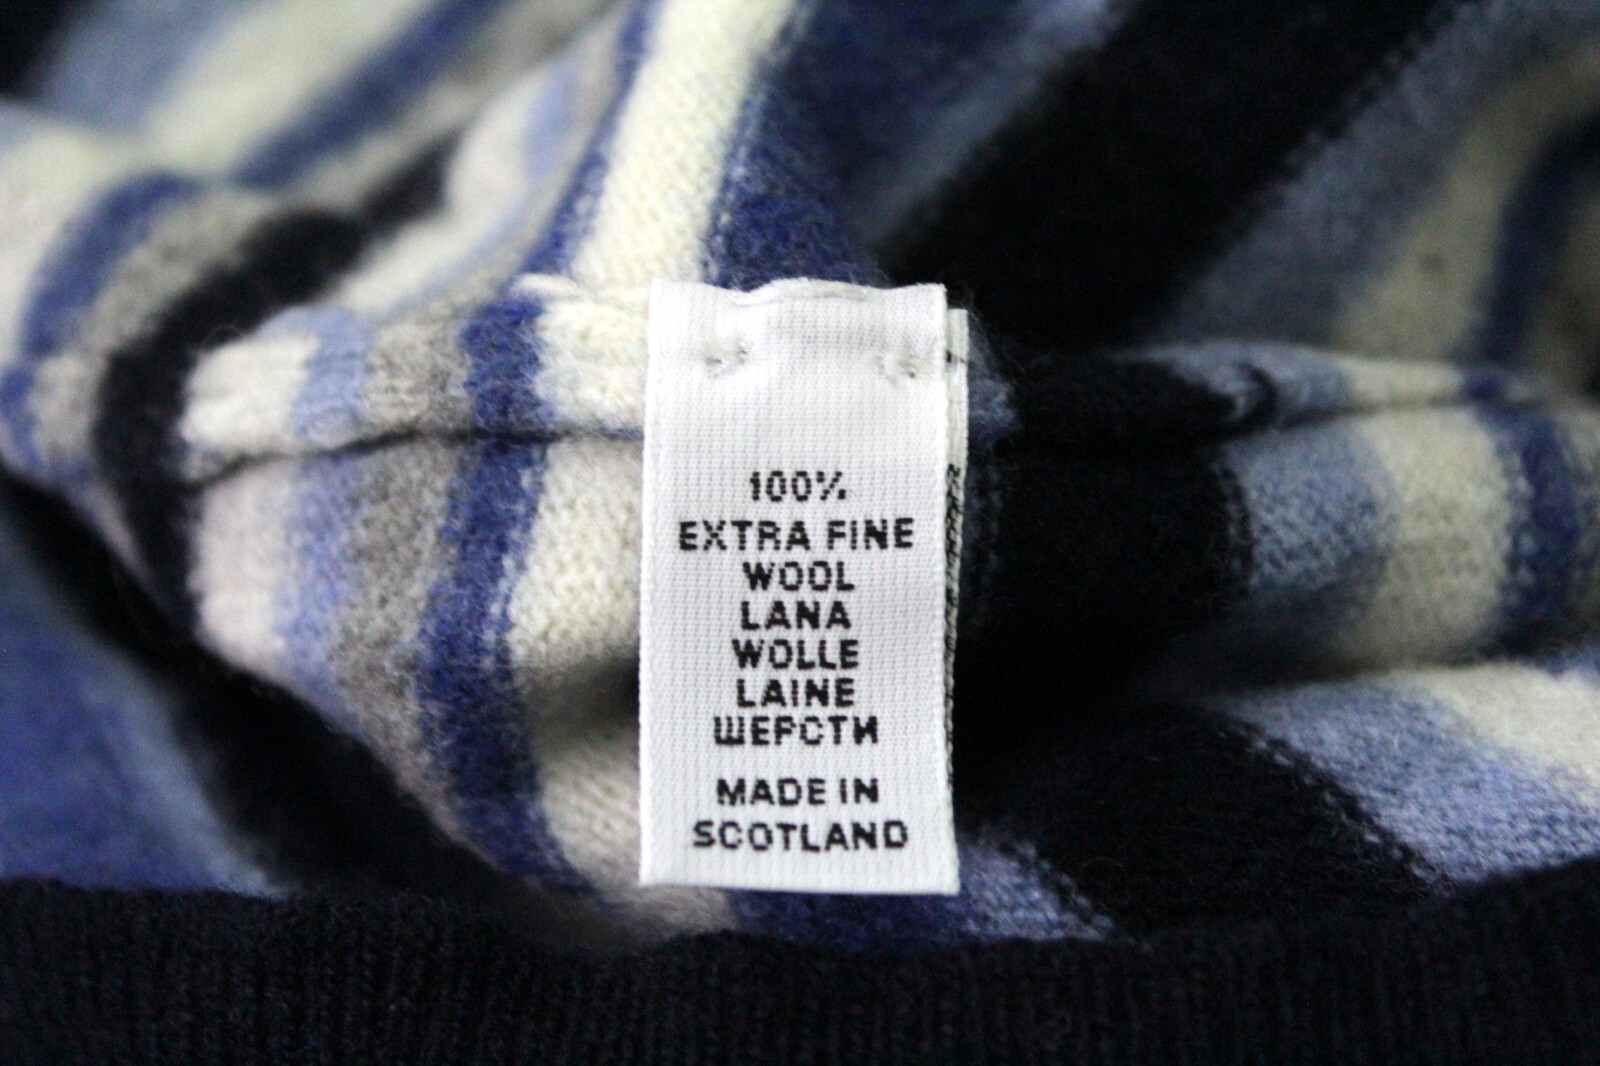 100%
EXTRA FINE
WOOL
LANA
WOLLE
LAINE
ШЕРСТИ
MADE IN
SCOTLAND